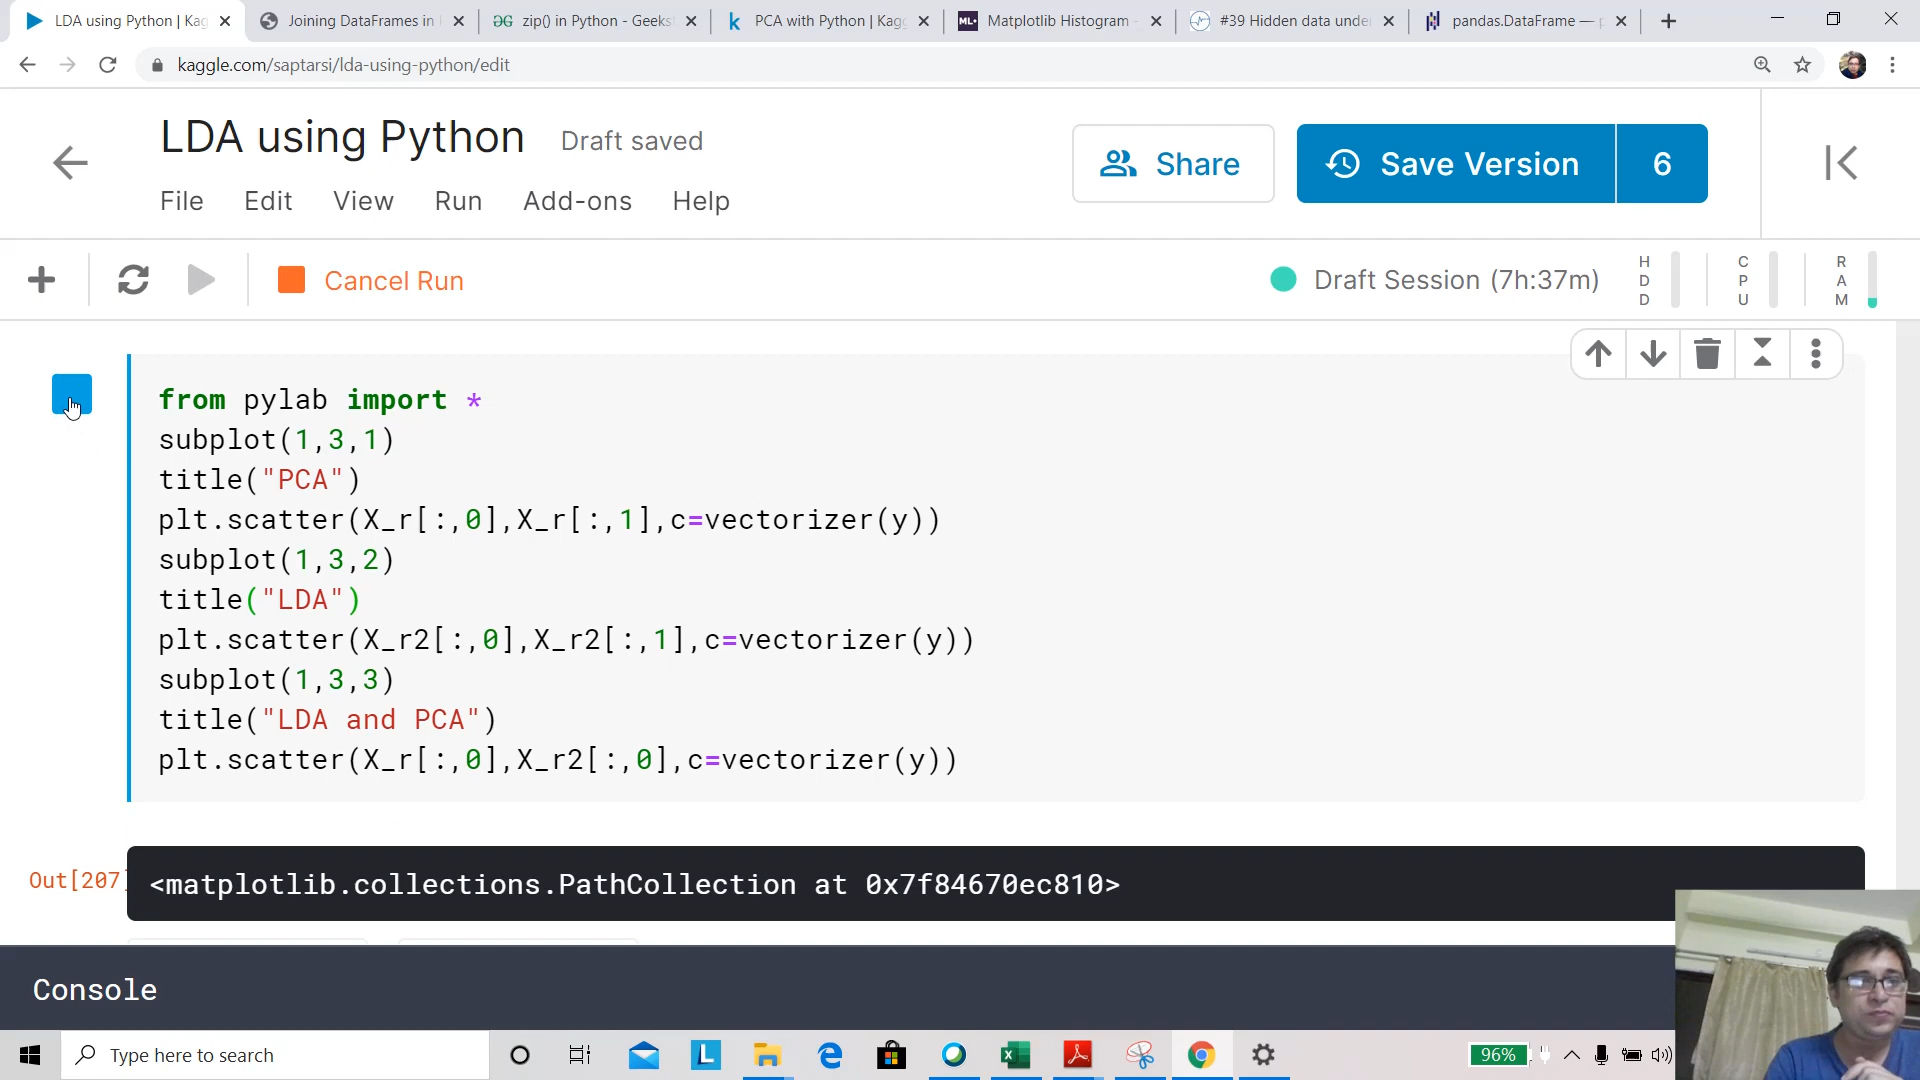 LDA using Python | Kag
Joining DataFrames in
zip() in Python - Geeks
PCA with Python | Kagg
Matplotlib Histogram -
#39 Hidden data unde
pandas.DataFrame — p
kaggle.com/saptarsi/lda-using-python/edit
LDA using Python
Draft saved
Share
Save Version
6
File
Edit
View
Run
Add-ons
Help
Cancel Run
Draft Session (7h:37m)
HDD
CPU
RAM
from pylab import *
subplot(1,3,1)
title("PCA")
plt.scatter(X_r[:,0],X_r[:,1],c=vectorizer(y))
subplot(1,3,2)
title("LDA")
plt.scatter(X_r2[:,0],X_r2[:,1],c=vectorizer(y))
subplot(1,3,3)
title("LDA and PCA")
plt.scatter(X_r[:,0],X_r2[:,0],c=vectorizer(y))
Out[207]
<matplotlib.collections.PathCollection at 0x7f84670ec810>
Console
Type here to search
96%